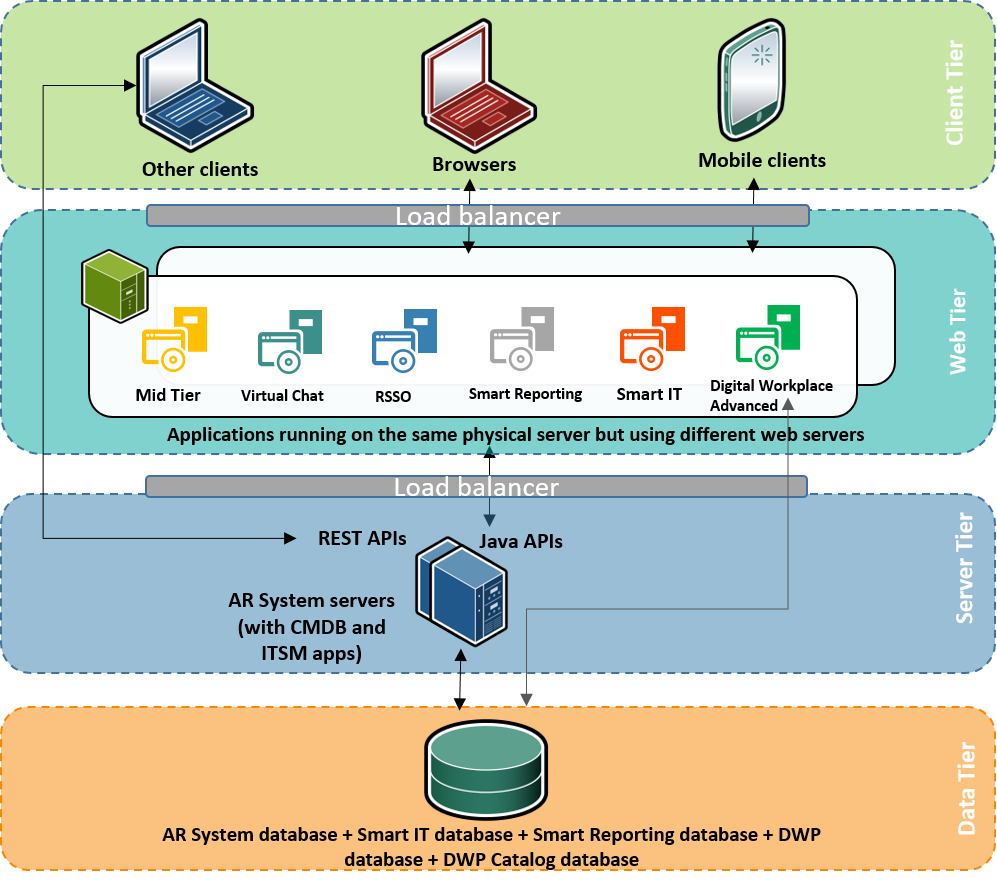 Client Tier
Other clients
Browsers
Mobile clients
Load balancer
Web Tier
Mid Tier
Virtual Chat
RSSO
Smart Reporting
Smart IT
Digital Workplace
Advanced
Applications running on the same physical server but using different web servers
Load balancer
Server Tier
REST APIs
Java APIs
AR System servers
(with CMDB and
ITSM apps)
Data Tier
AR System database + Smart IT database + Smart Reporting database + DWP
database + DWP Catalog database